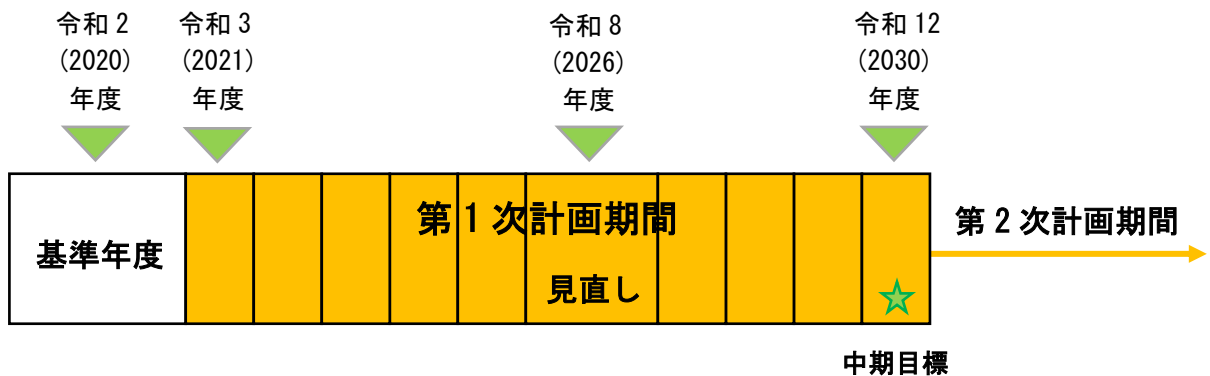 令和 2
(2020)
年度
令和 3
(2021)
年度
令和 8
(2026)
年度
令和 12
(2030)
年度
基準年度
第 1 次計画期間
見直し
第 2 次計画期間
中期目標